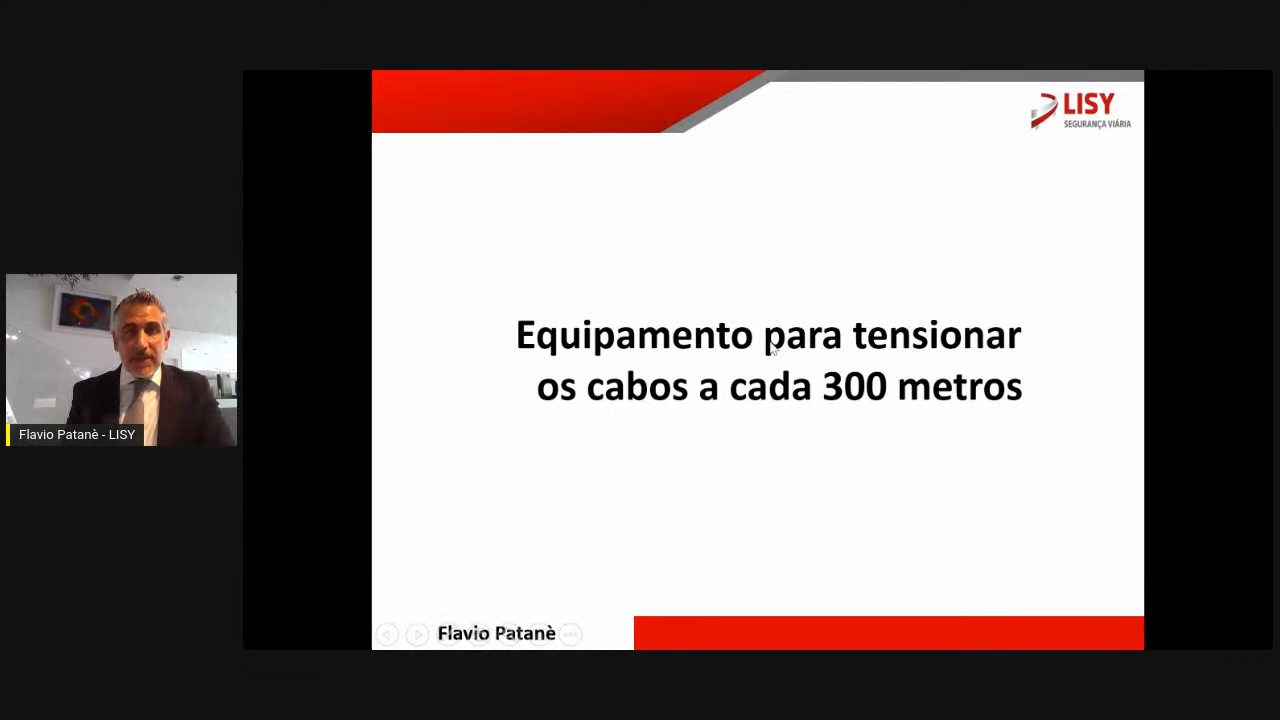 LISY
SEGURANÇA VIÁRIA
Equipamento para tensionar
os cabos a cada 300 metros
Flavio Patanè - LISY
Flavio Patanè